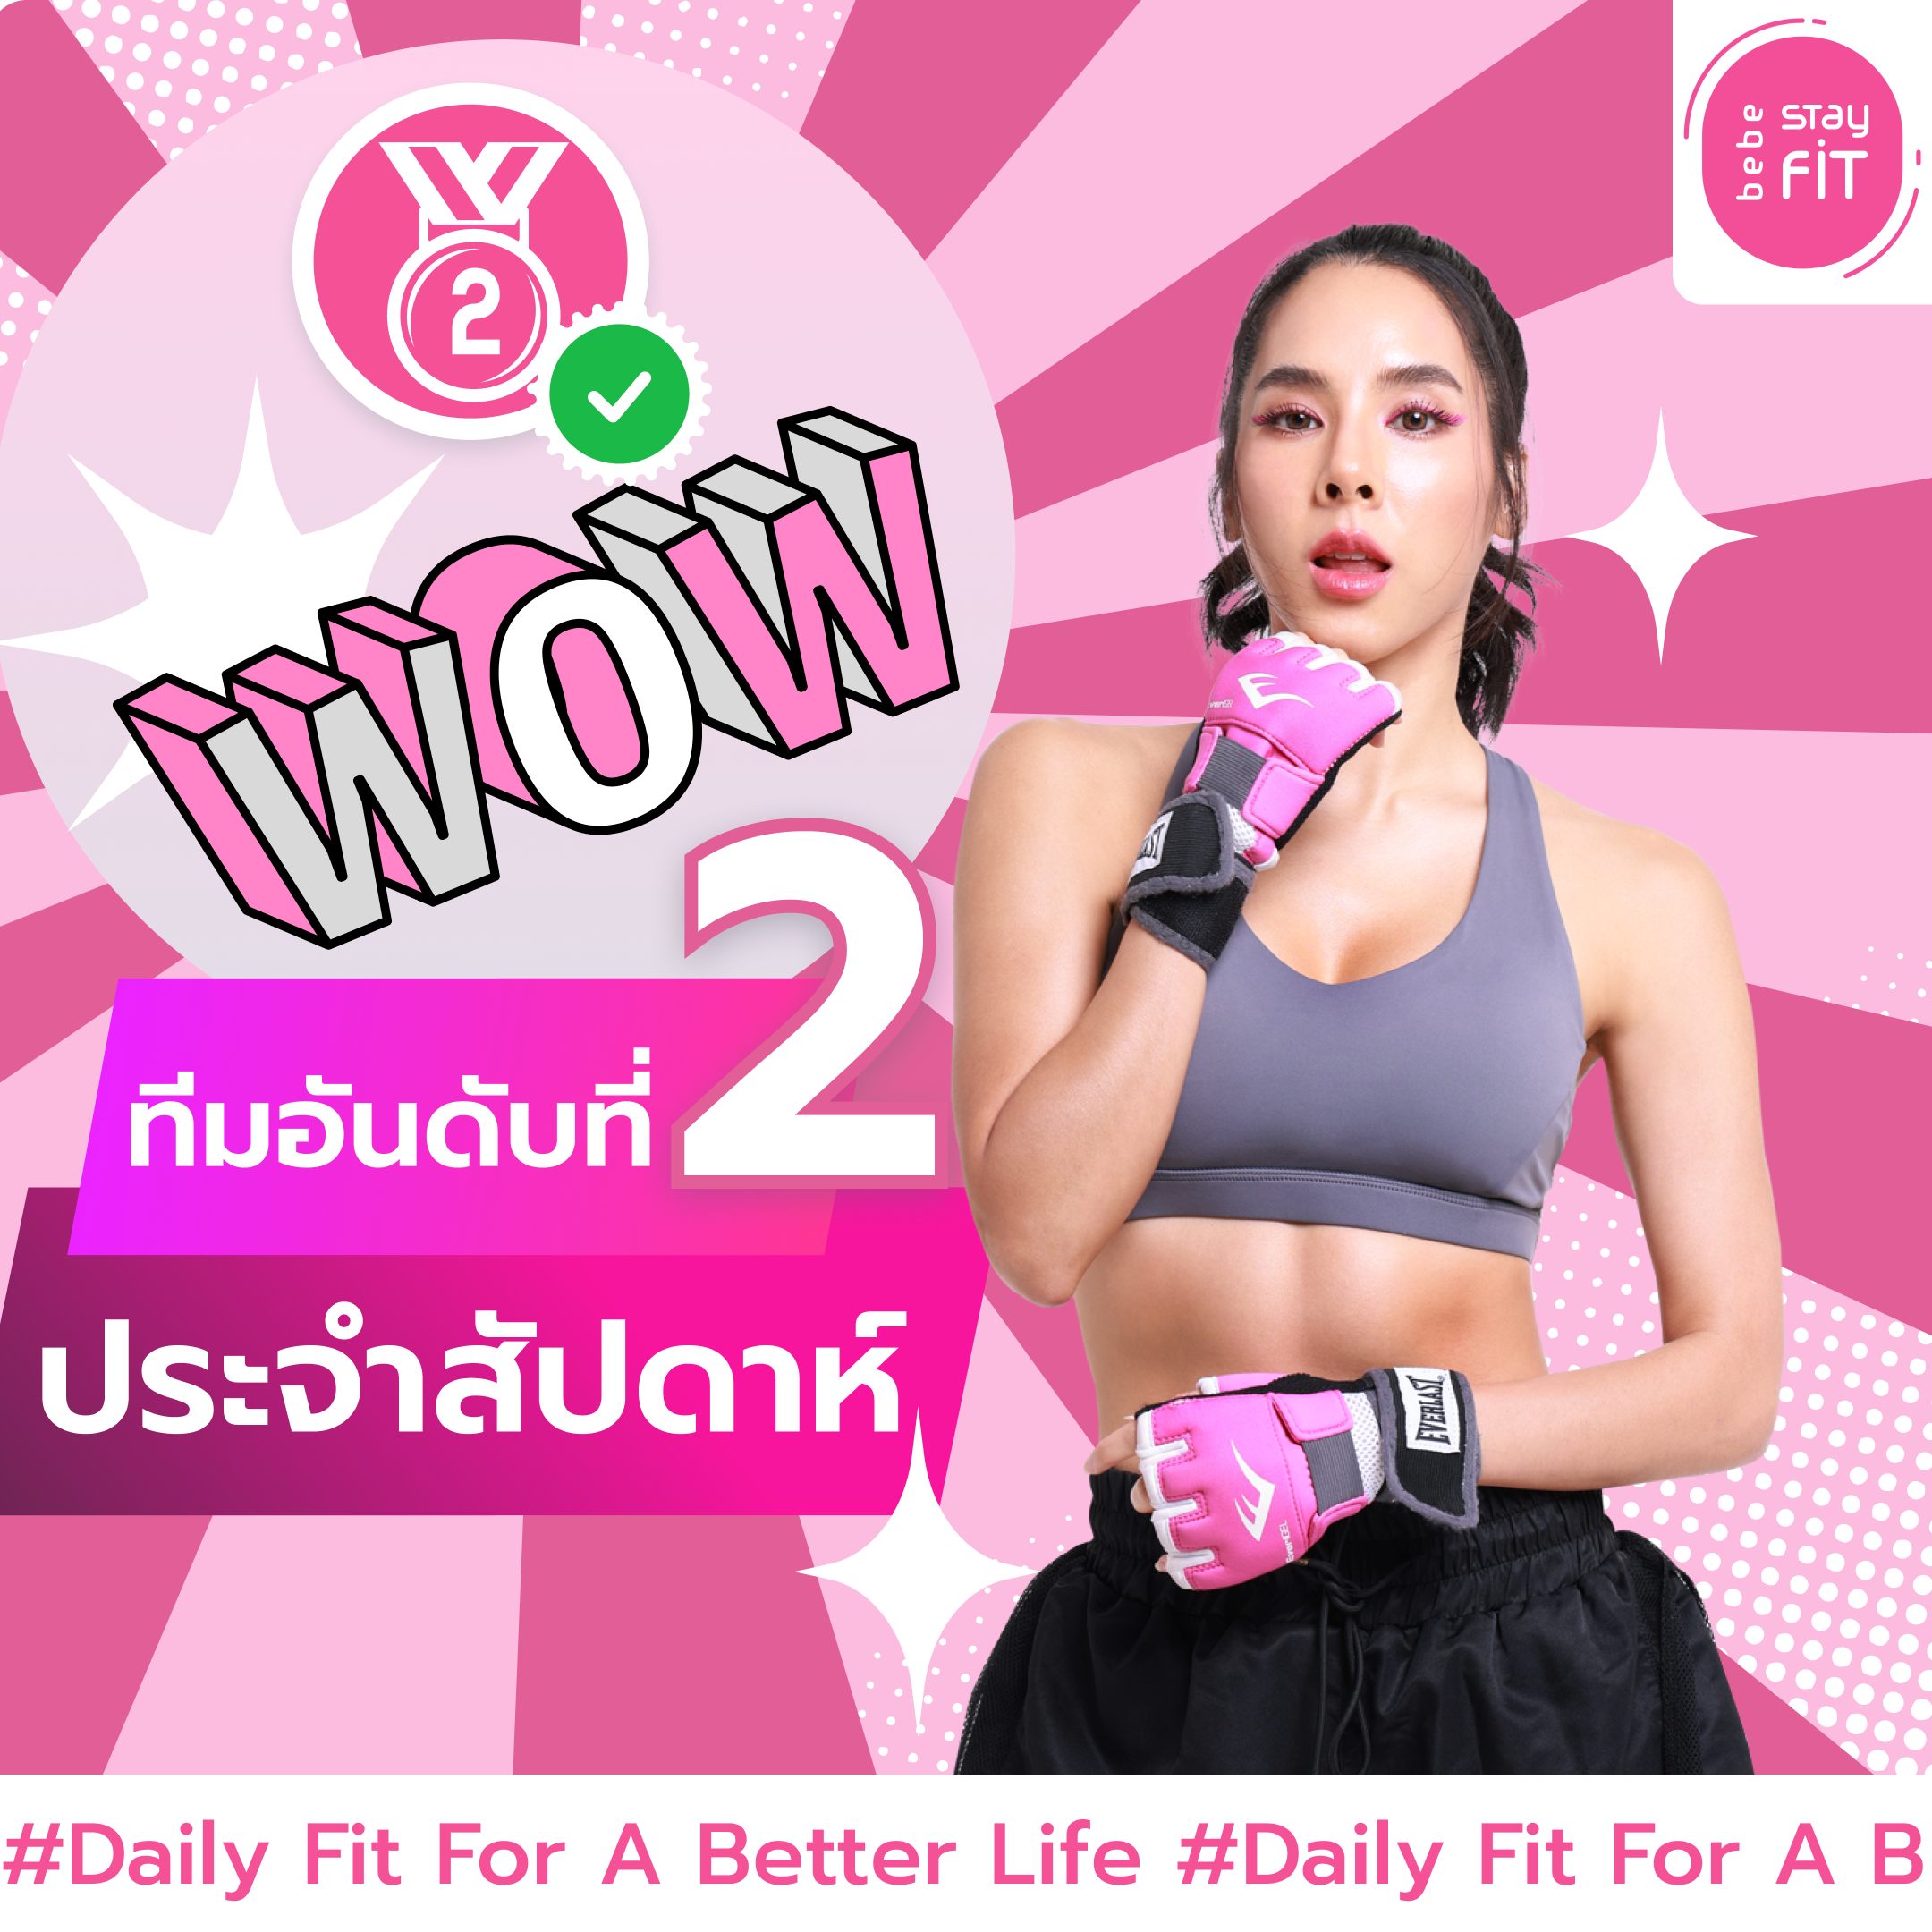 bebe
STAY
FiT
2
WOW
ทีมอันดับที่ 2
ประจำสัปดาห์
EVERLAST
#Daily Fit For A Better Life #Daily Fit For A B